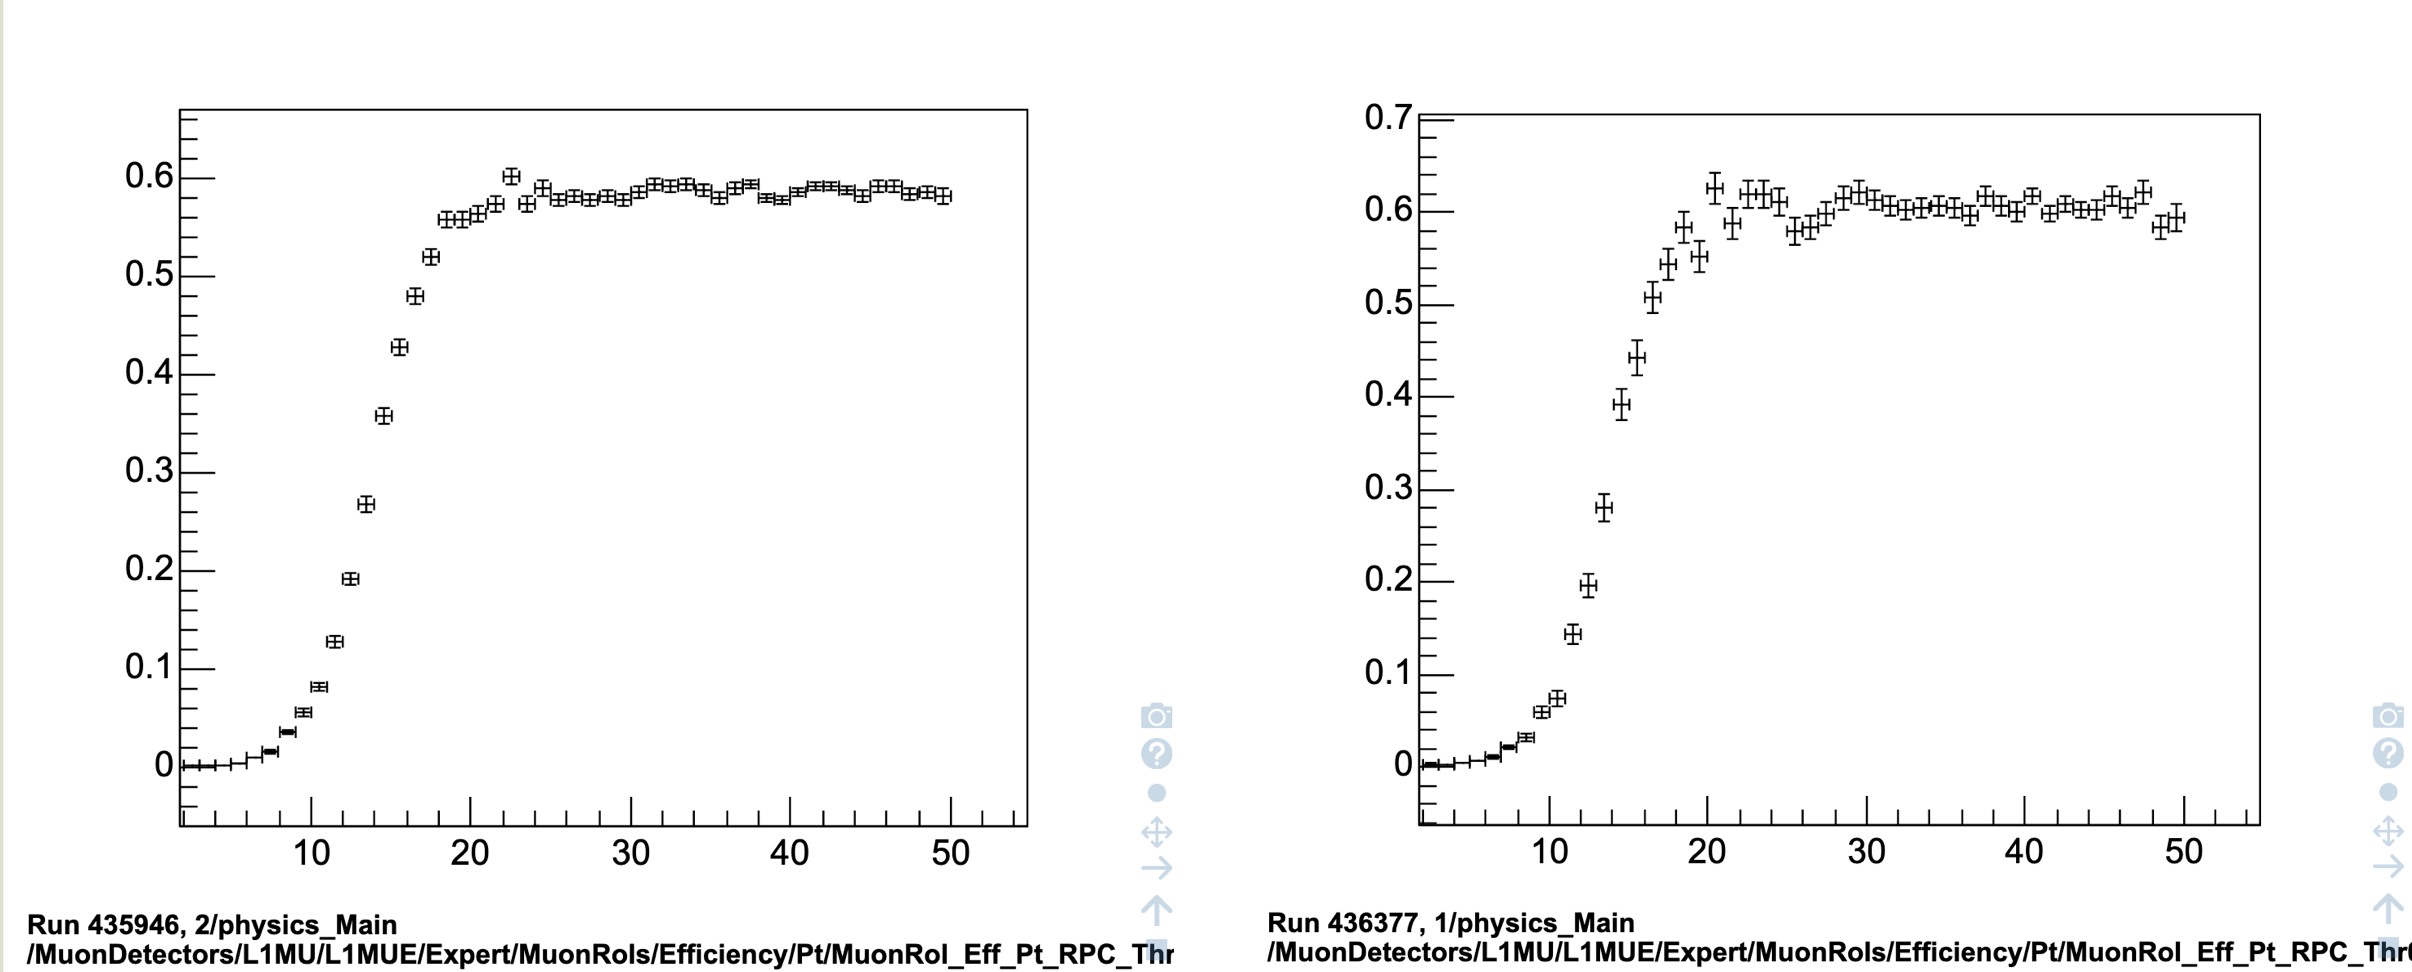 0.6
0.5
0.4
0.3
0.2
0.1
0
10 20 30 40 50
Run 435946, 2/physics_Main
/MuonDetectors/L1MU/L1MUE/Expert/MuonRoIs/Efficiency/Pt/MuonRoI_Eff_Pt_RPC_Thr
0.7
0.6
0.5
0.4
0.3
0.2
0.1
0
10 20 30 40 50
Run 436377, 1/physics_Main
/MuonDetectors/L1MU/L1MUE/Expert/MuonRoIs/Efficiency/Pt/MuonRoI_Eff_Pt_RPC_Thr